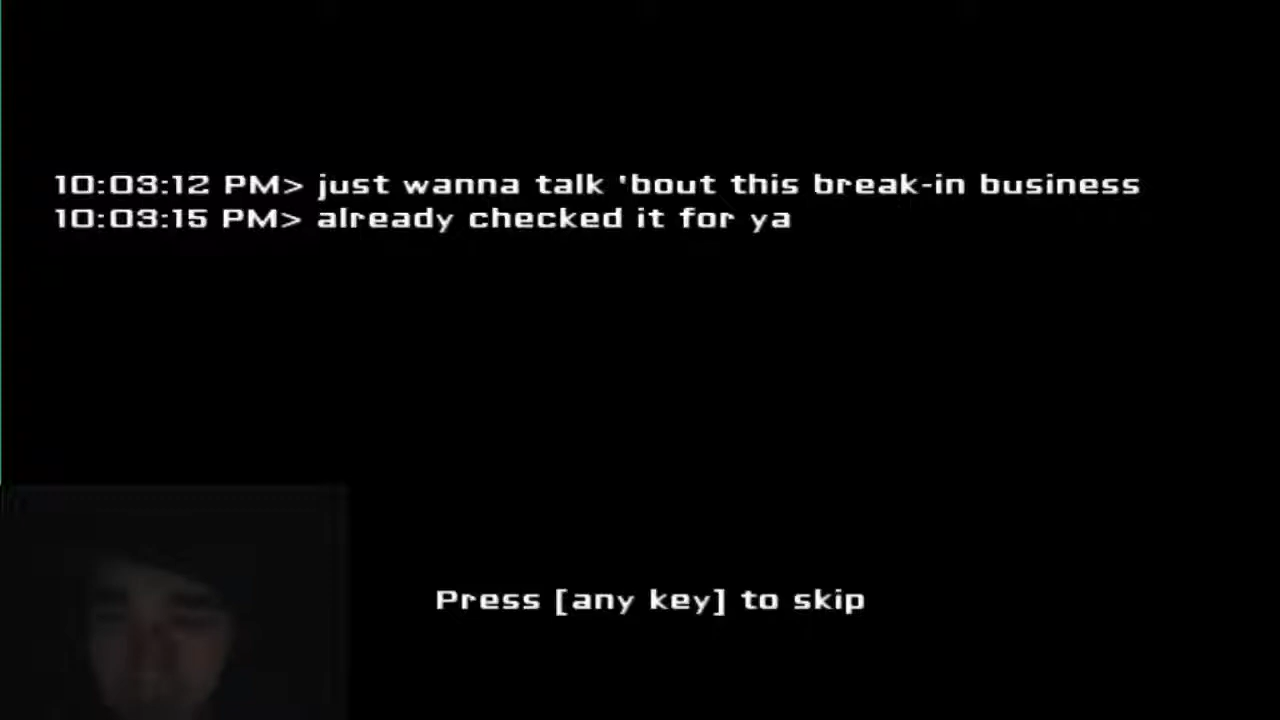 10:03:12 PM> just wanna talk 'bout this break-in business
10:03:15 PM> already checked it for ya
Press [any key] to skip